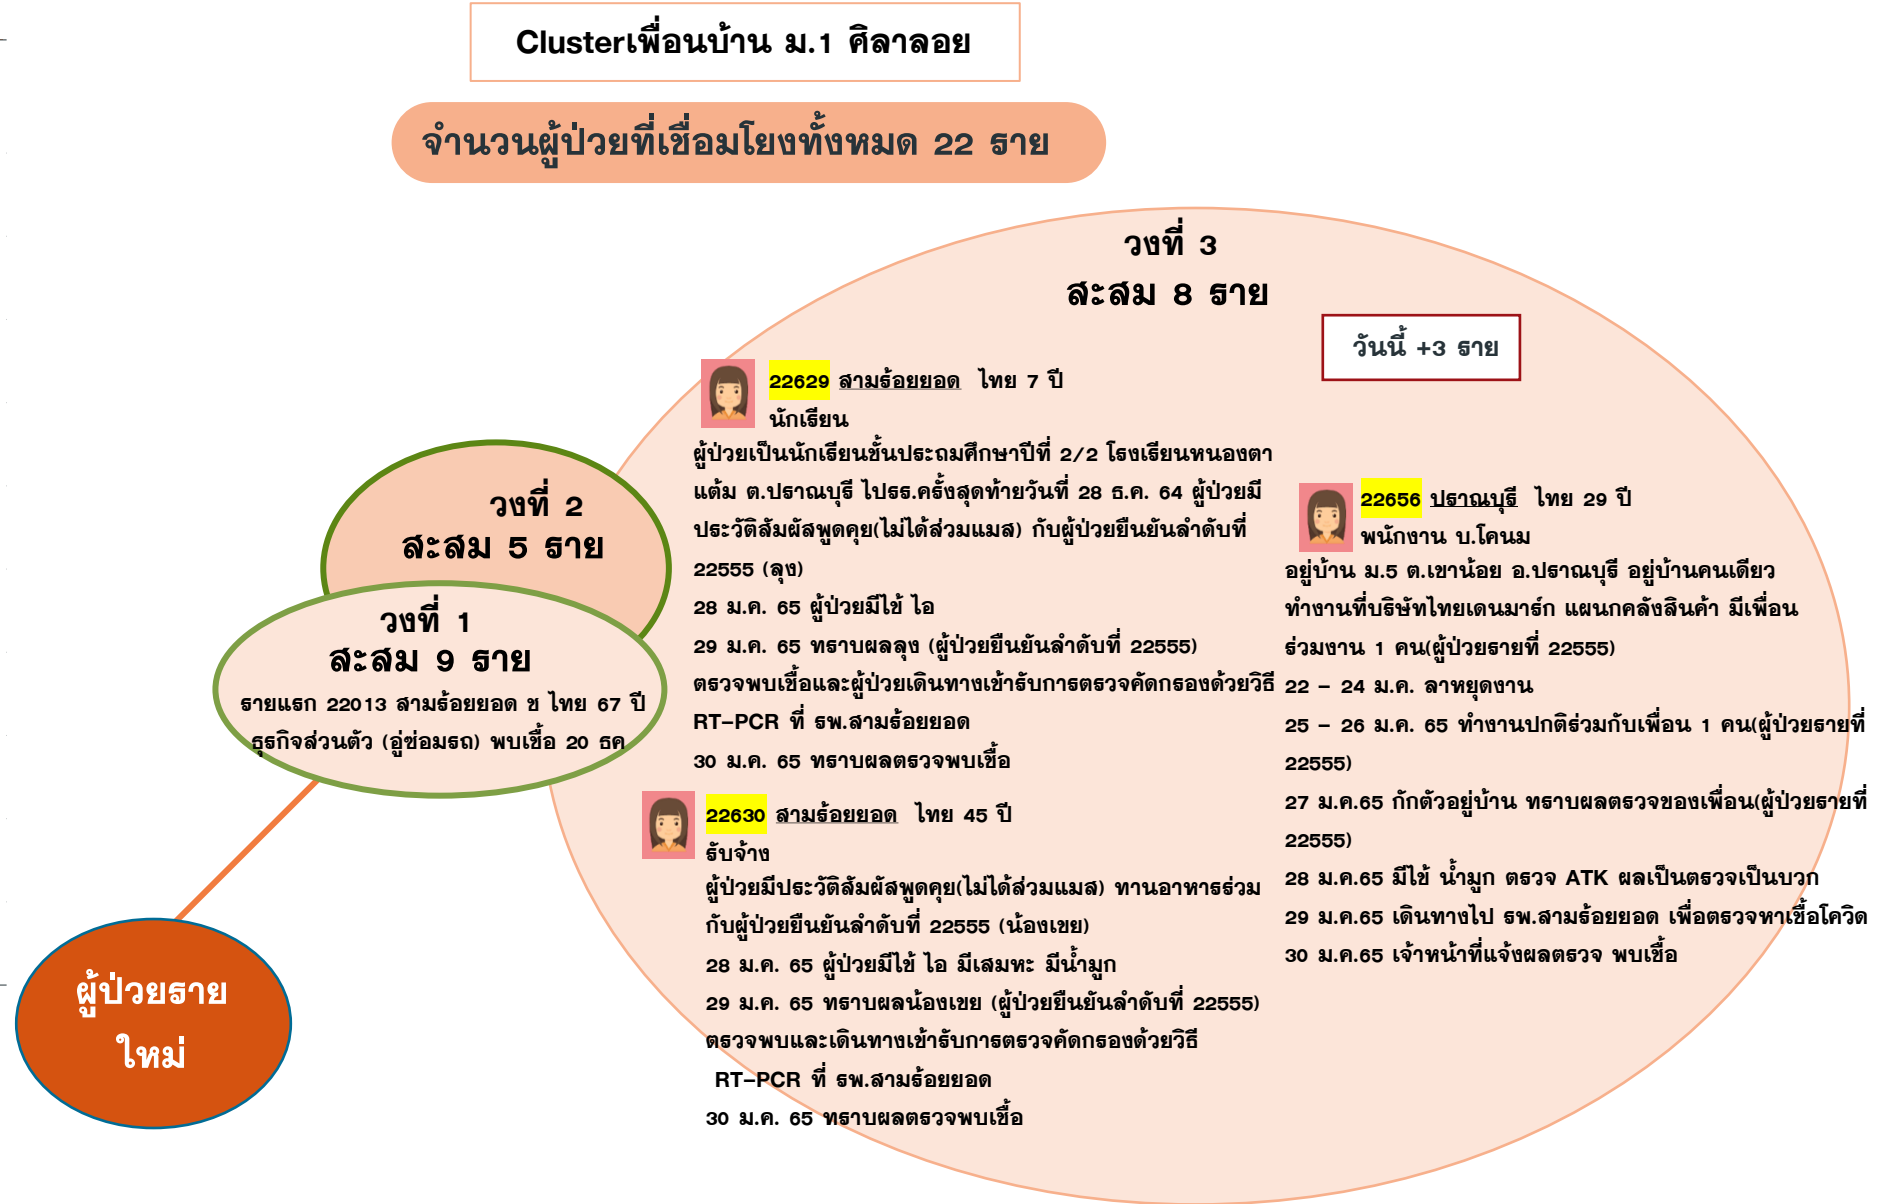 Clusterเพื่อนบ้าน ม.1 ศิลาลอย
จำนวนผู้ป่วยที่เชื่อมโยงทั้งหมด 22 ราย
วงที่ 3
สะสม 8 ราย
วันนี้ +3 ราย
22629 สามร้อยยอด ไทย 7 ปี
นักเรียน
ผู้ป่วยเป็นนักเรียนชั้นประถมศึกษาปีที่ 2/2 โรงเรียนหนองตา
แต้ม ต.ปราณบุรี ไปรร.ครั้งสุดท้ายวันที่ 28 ธ.ค. 64 ผู้ป่วยมี
ประวัติสัมผัสพูดคุย(ไม่ได้ส่วมแมส) กับผู้ป่วยยืนยันลำดับที่
22555 (ลุง)
28 ม.ค. 65 ผู้ป่วยมีไข้ ไอ
29 ม.ค. 65 ทราบผลลุง (ผู้ป่วยยืนยันลำดับที่ 22555)
ตรวจพบเชื้อและผู้ป่วยเดินทางเข้ารับการตรวจคัดกรองด้วยวิธี
RT-PCR ที่ รพ.สามร้อยยอด
30 ม.ค. 65 ทราบผลตรวจพบเชื้อ
22630 สามร้อยยอด ไทย 45 ปี
รับจ้าง
ผู้ป่วยมีประวัติสัมผัสพูดคุย(ไม่ได้ส่วมแมส) ทานอาหารร่วม
กับผู้ป่วยยืนยันลำดับที่ 22555 (น้องเขย)
28 ม.ค. 65 ผู้ป่วยมีไข้ ไอ มีเสมหะ มีน้ำมูก
29 ม.ค. 65 ทราบผลน้องเขย (ผู้ป่วยยืนยันลำดับที่ 22555)
ตรวจพบและเดินทางเข้ารับการตรวจคัดกรองด้วยวิธี
RT-PCR ที่ รพ.สามร้อยยอด
30 ม.ค. 65 ทราบผลตรวจพบเชื้อ
22656 ปราณบุรี ไทย 29 ปี
พนักงาน บ.โคนม
อยู่บ้าน ม.5 ต.เขาน้อย อ.ปราณบุรี อยู่บ้านคนเดียว
ทำงานที่บริษัทไทยเดนมาร์ก แผนกคลังสินค้า มีเพื่อน
ร่วมงาน 1 คน(ผู้ป่วยรายที่ 22555)
22 - 24 ม.ค. ลาหยุดงาน
25 - 26 ม.ค. 65 ทำงานปกติร่วมกับเพื่อน 1 คน(ผู้ป่วยรายที่
22555)
27 ม.ค.65 กักตัวอยู่บ้าน ทราบผลตรวจของเพื่อน(ผู้ป่วยรายที่
22555)
28 ม.ค.65 มีไข้ น้ำมูก ตรวจ ATK ผลเป็นตรวจเป็นบวก
29 ม.ค.65 เดินทางไป รพ.สามร้อยยอด เพื่อตรวจหาเชื้อโควิด
30 ม.ค.65 เจ้าหน้าที่แจ้งผลตรวจ พบเชื้อ
วงที่ 2
สะสม 5 ราย
วงที่ 1
สะสม 9 ราย
รายแรก 22013 สามร้อยยอด ช ไทย 67 ปี
ธุรกิจส่วนตัว (อู่ซ่อมรถ) พบเชื้อ 20 ธค
ผู้ป่วยราย
ใหม่